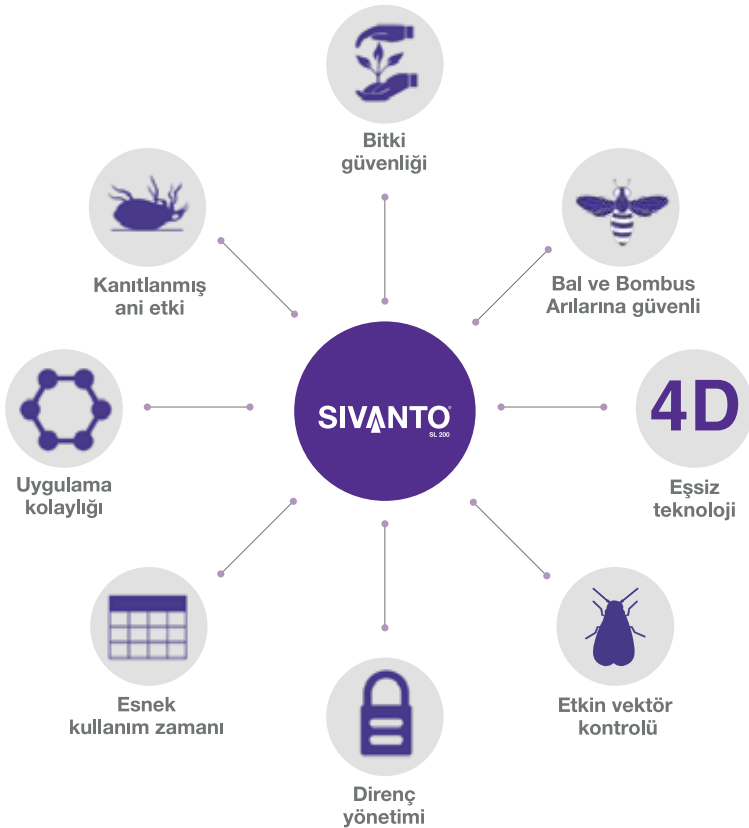 Bitki
güvenliği
Kanıtlanmış
ani etki
Bal ve Bombus
Arılarına güvenli
SIVANTO®
SL 200
4D
Uygulama
kolaylığı
Eşsiz
teknoloji
Esnek
kullanım zamanı
Etkin vektör
kontrolü
Direnç
yönetimi